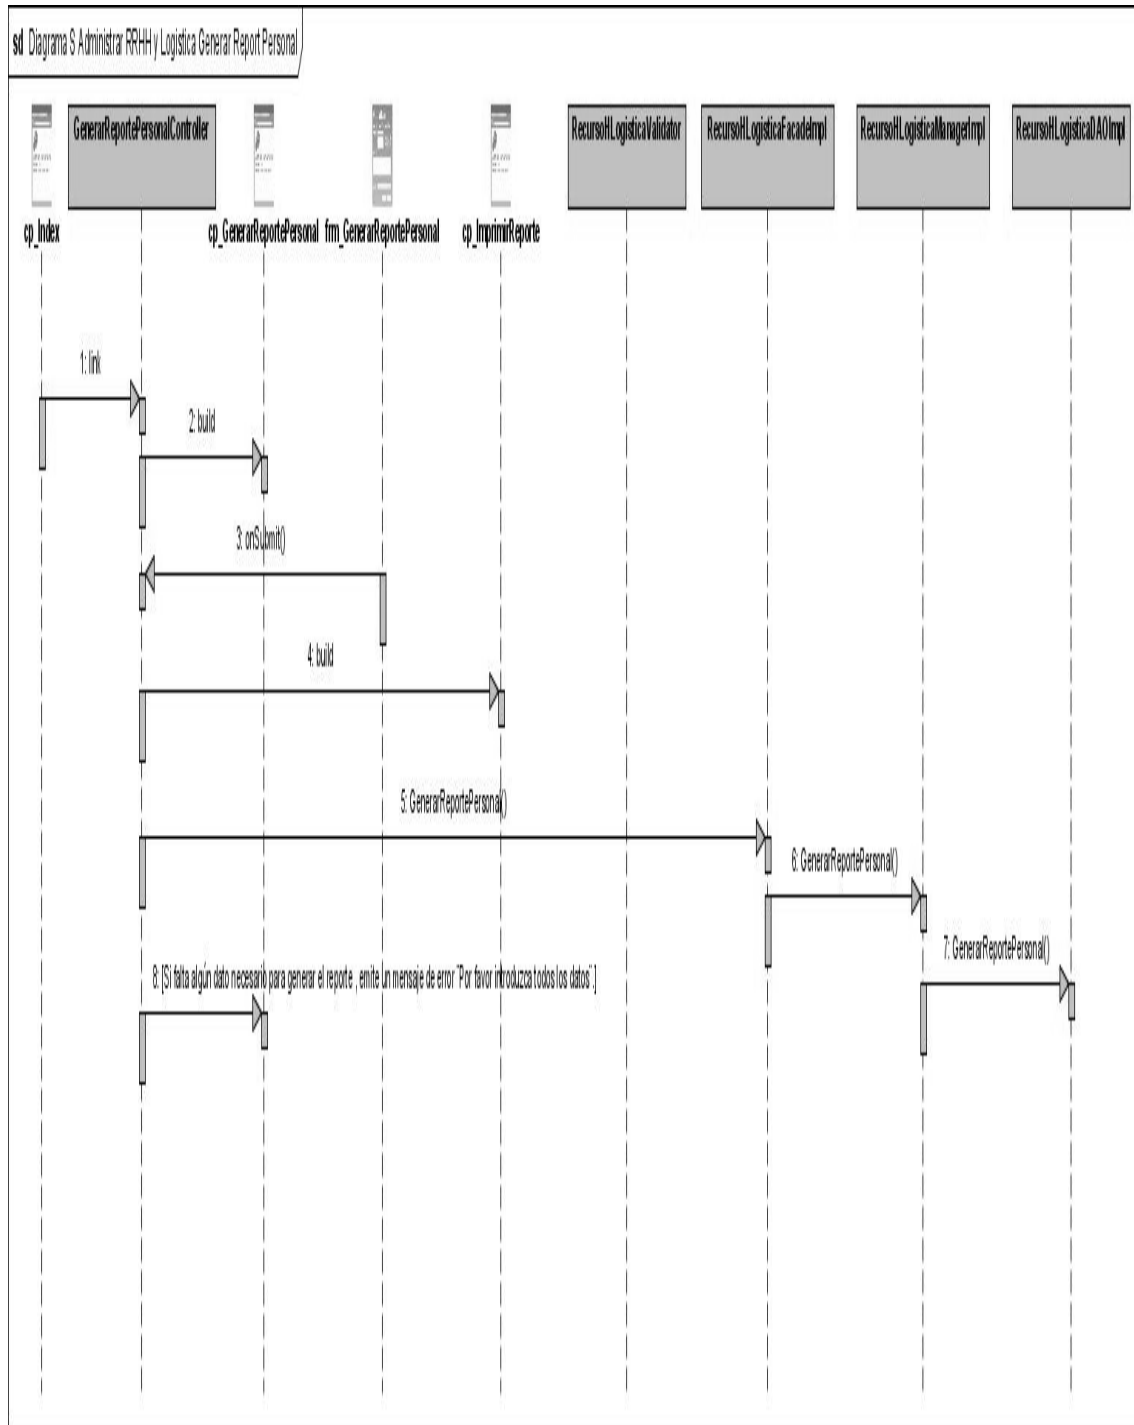 sd Diagrama S Administrar RRHH y Logistica Generar Report Personal
GenerarReportePersonalController
RecursoHLogisticaValidator
RecursoHLogisticaFacadeImpl
RecursoHLogisticaManagerImpl
RecursoHLogisticaDAOImpl
cp_Index
cp_GenerarReportePersonal
frm_GenerarReportePersonal
cp_ImprimirReporte
1: link
2: build
3: onSubmit()
4: build
5: GenerarReportePersonal()
6: GenerarReportePersonal()
7: GenerarReportePersonal()
8: [Si falta algún dato necesario para generar el reporte , emite un mensaje de error "Por favor introduzca todos los datos".]